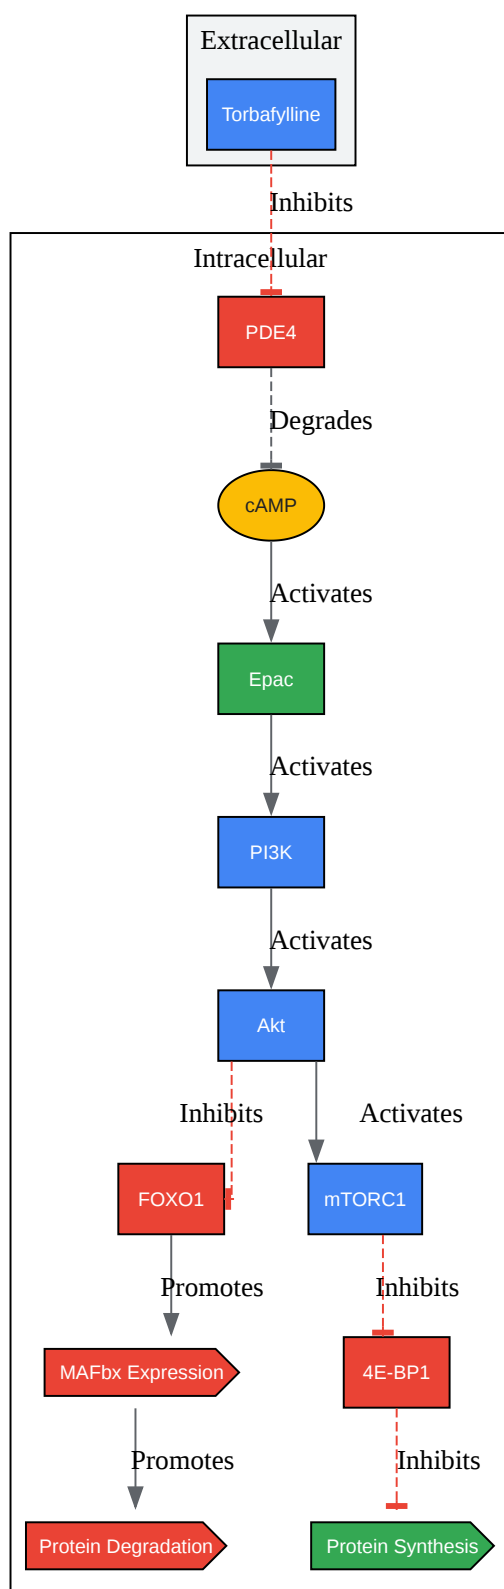 Extracellular
Torbafylline
Inhibits
Intracellular
PDE4
Degrades
cAMP
Activates
Epac
Activates
PI3K
Activates
Akt
Inhibits
Activates
FOXO1
mTORC1
Promotes
Inhibits
MAFbx Expression
4E-BP1
Promotes
Inhibits
Protein Degradation
Protein Synthesis